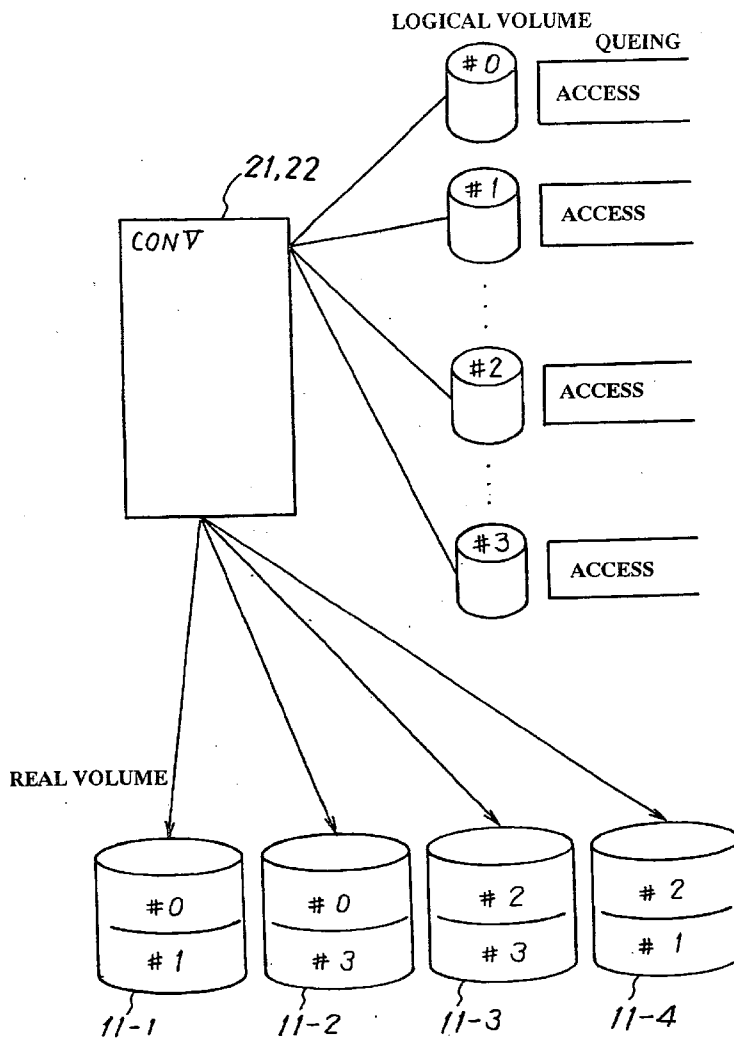 LOGICAL VOLUME
QUEING
#0
ACCESS
21,22
#1
ACCESS
CONV
#2
ACCESS
#3
ACCESS
REAL VOLUME
#0
#0
#2
#2
#1
#3
#3
#1
11-1
11-2
11-3
11-4